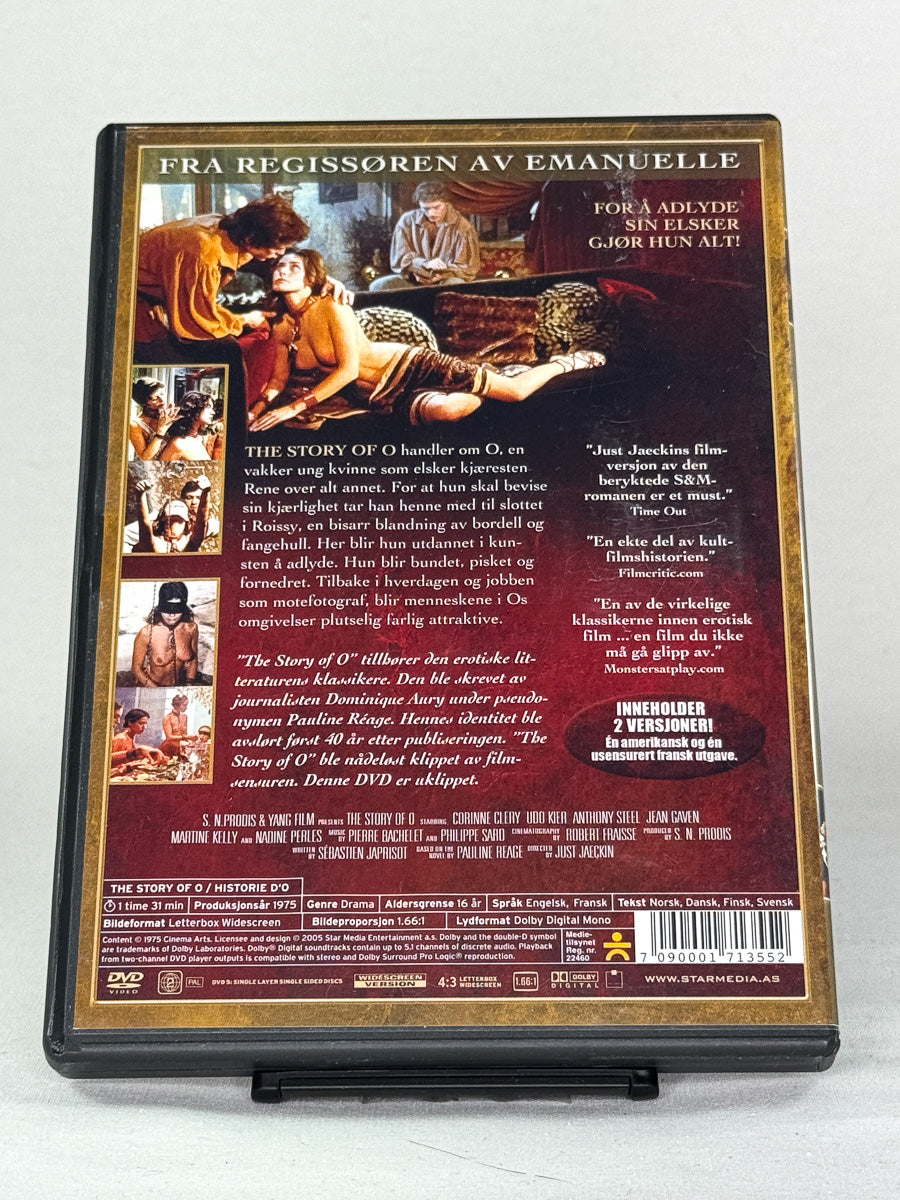 FRA REGISSØREN AV EMANUELLE
FOR Å ADLYDE
SIN ELSKER
GJØR HUN ALT!
THE STORY OF O handler om O, en
vakker ung kvinne som elsker kjæresten
Rene over alt annet. For at hun skal bevise
sin kjærlighet tar han henne med til slottet
i Roissy, en bisarr blandning av bordell og
fangehull. Her blir hun utdannet i kun-
sten å adlyde. Hun blir bundet, pisket og
fornedret. Tilbake i hverdagen og jobben
som motefotograf, blir menneskene i Os
omgivelser plutselig farlig attraktive.
"The Story of O" tillhører den erotiske lit-
teraturens klassikere. Den ble skrevet av
journalisten Dominique Aury under pseudo-
nymen Pauline Réage. Hennes identitet ble
avslørt først 40 år etter publiseringen. "The
Story of O" ble nådeløst klippet av film-
sensuren. Denne DVD er uklippet.
"Just Jaeckins film-
versjon av den
beryktede S&M-
romanen er et must."
Time Out
"En ekte del av kult-
filmshistorien."
Filmcritic.com
"En av de virkelige
klassikerne innen erotisk
film ... en film du ikke
må gå glipp av."
Monstersatplay.com
INNEHOLDER
2 VERSJONER!
Én amerikansk og én
usensurert fransk utgave.
S. N. PRODIS & YANG FILM PRESENTS THE STORY OF O STARRING CORINNE CLERY UDO KIER ANTHONY STEEL JEAN GAVEN
MARTINE KELLY AND NADINE PERLES MUSIC BY PIERRE BACHELET AND PHILIPPE SARD CINEMATOGRAPHY BY ROBERT FRAISSE PRODUCED BY S. N. PRODIS
WRITTEN BY SÉBASTIEN JAPRISOT BASED ON THE NOVEL BY PAULINE REAGE DIRECTED BY JUST JAECKIN
THE STORY OF O / HISTORIE D'O
1 time 31 min Produksjonsår 1975 Genre Drama Aldersgrense 16 år Språk Engelsk, Fransk Tekst Norsk, Dansk, Finsk, Svensk
Bildeformat Letterbox Widescreen Bildeproporsjon 1.66:1 Lydformat Dolby Digital Mono
Content © 1975 Cinema Arts. Licensee and design © 2005 Star Media Entertainment a.s. Dolby and the double-D symbol
are trademarks of Dolby Laboratories. Dolby® Digital soundtracks contain up to 5.1 channels of discrete audio. Playback
from two-channel DVD player outputs is compatible with stereo and Dolby Surround Pro Logic® reproduction.
Medie-
tilsynet
Reg. nr.
22460
7 090001 713552
DVD VIDEO
2
PAL
DVD 5: SINGLE LAYER SINGLE SIDED DISCS
WIDESCREEN VERSION
4:3 LETTERBOX WIDESCREEN
1.66:1
DOLBY DIGITAL
WWW.STARMEDIA.AS